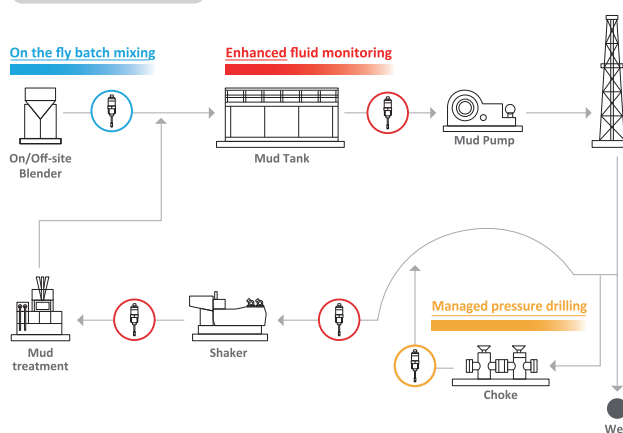 On the fly batch mixing
Enhanced fluid monitoring
On/Off-site
Blender
Mud Tank
Mud Pump
Managed pressure drilling
Mud
treatment
Shaker
Choke
We